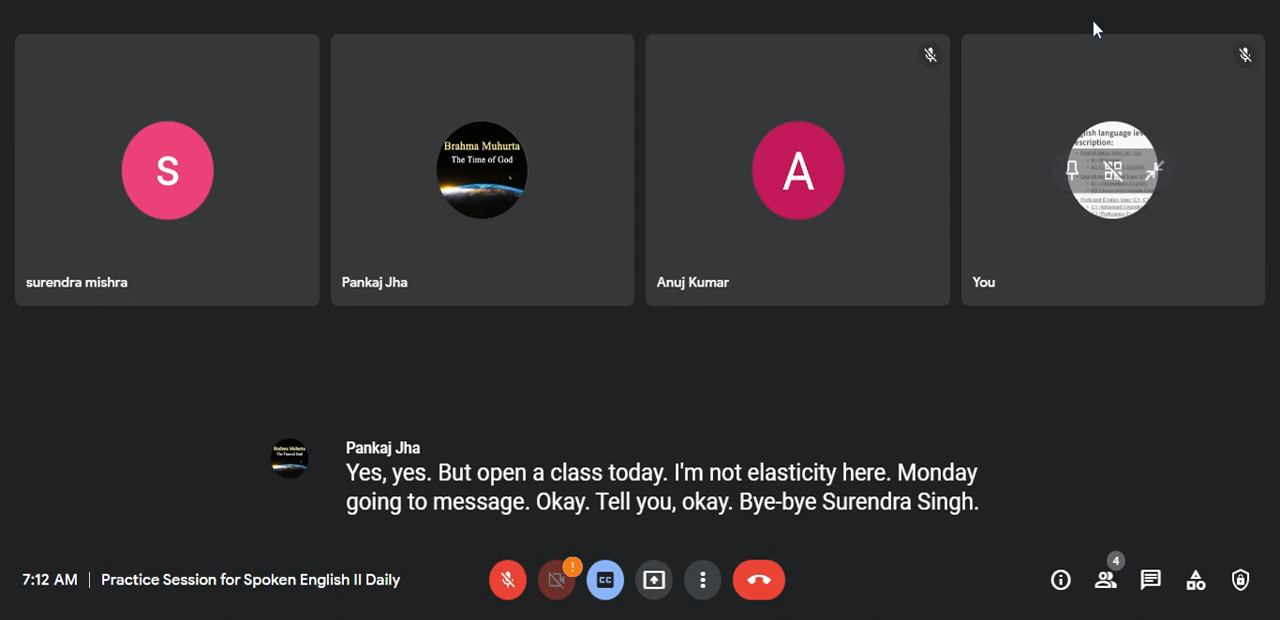 S
Brahma Muhurta
The Time of God
A
surendra mishra
Pankaj Jha
Anuj Kumar
You
Pankaj Jha
Yes, yes. But open a class today. I'm not elasticity here. Monday
going to message. Okay. Tell you, okay. Bye-bye Surendra Singh.
7:12 AM | Practice Session for Spoken English II Daily
!
CC
4